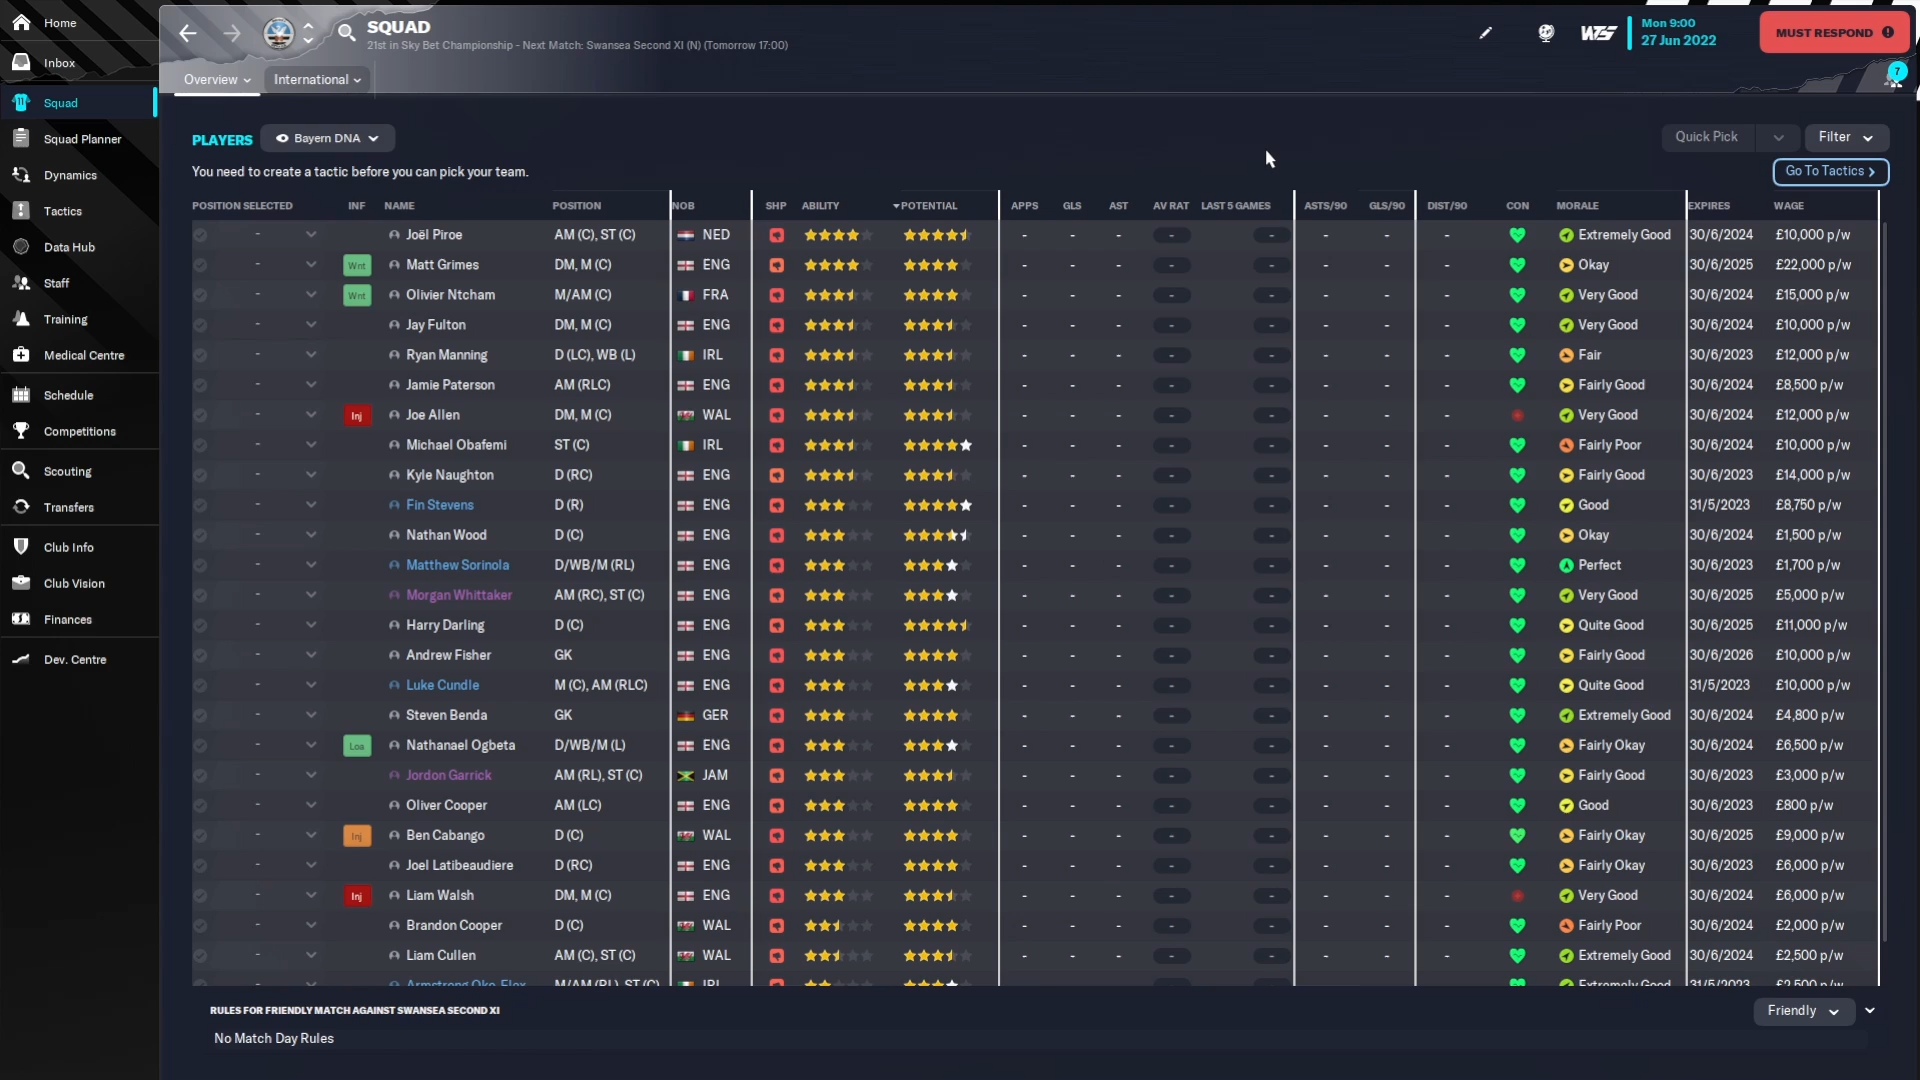 Home
Inbox
Squad
Squad Planner
Dynamics
Tactics
Data Hub
Staff
Training
Medical Centre
Schedule
Competitions
Scouting
Transfers
Club Info
Club Vision
Finances
Dev. Centre
SQUAD
21st in Sky Bet Championship - Next Match: Swansea Second XI (N) (Tomorrow 17:00)
Mon 9:00
27 Jun 2022
MUST RESPOND
7
Overview International
PLAYERS Bayern DNA Quick Pick Filter
You need to create a tactic before you can pick your team. Go To Tactics
POSITION SELECTED INF NAME POSITION NOB SHP ABILITY POTENTIAL APPS GLS AST AV RAT LAST 5 GAMES ASTS/90 GLS/90 DIST/90 CON MORALE EXPIRES WAGE
- Joël Piroe AM (C), ST (C) NED - - - - - - - - Extremely Good 30/6/2024 £10,000 p/w
- Wnt Matt Grimes DM, M (C) ENG - - - - - - - - Okay 30/6/2025 £22,000 p/w
- Wnt Olivier Ntcham M/AM (C) FRA - - - - - - - - Very Good 30/6/2024 £15,000 p/w
- Jay Fulton DM, M (C) ENG - - - - - - - - Very Good 30/6/2024 £10,000 p/w
- Ryan Manning D (LC), WB (L) IRL - - - - - - - - Fair 30/6/2023 £12,000 p/w
- Jamie Paterson AM (RLC) ENG - - - - - - - - Fairly Good 30/6/2024 £8,500 p/w
- Inj Joe Allen DM, M (C) WAL - - - - - - - - Very Good 30/6/2024 £12,000 p/w
- Michael Obafemi ST (C) IRL - - - - - - - - Fairly Poor 30/6/2024 £10,000 p/w
- Kyle Naughton D (RC) ENG - - - - - - - - Fairly Good 30/6/2023 £14,000 p/w
- Fin Stevens D (R) ENG - - - - - - - - Good 31/5/2023 £8,750 p/w
- Nathan Wood D (C) ENG - - - - - - - - Okay 30/6/2024 £1,500 p/w
- Matthew Sorinola D/WB/M (RL) ENG - - - - - - - - Perfect 30/6/2023 £1,700 p/w
- Morgan Whittaker AM (RC), ST (C) ENG - - - - - - - - Very Good 30/6/2025 £5,000 p/w
- Harry Darling D (C) ENG - - - - - - - - Quite Good 30/6/2025 £11,000 p/w
- Andrew Fisher GK ENG - - - - - - - - Fairly Good 30/6/2026 £10,000 p/w
- Luke Cundle M (C), AM (RLC) ENG - - - - - - - - Quite Good 31/5/2023 £10,000 p/w
- Steven Benda GK GER - - - - - - - - Extremely Good 30/6/2024 £4,800 p/w
- Loa Nathanael Ogbeta D/WB/M (L) ENG - - - - - - - - Fairly Okay 30/6/2024 £6,500 p/w
- Jordon Garrick AM (RL), ST (C) JAM - - - - - - - - Fairly Good 30/6/2023 £3,000 p/w
- Oliver Cooper AM (LC) ENG - - - - - - - - Good 30/6/2023 £800 p/w
- Inj Ben Cabango D (C) WAL - - - - - - - - Fairly Okay 30/6/2025 £9,000 p/w
- Joel Latibeaudiere D (RC) ENG - - - - - - - - Fairly Okay 30/6/2023 £6,000 p/w
- Inj Liam Walsh DM, M (C) ENG - - - - - - - - Very Good 30/6/2024 £6,000 p/w
- Brandon Cooper D (C) WAL - - - - - - - - Fairly Poor 30/6/2024 £2,000 p/w
- Liam Cullen AM (C), ST (C) WAL - - - - - - - - Extremely Good 30/6/2024 £2,500 p/w
Armstrong Oko-Flex M/AM (RL), ST (C) IRL Extremely Good 31/5/2023 £2,500 p/w
RULES FOR FRIENDLY MATCH AGAINST SWANSEA SECOND XI Friendly
No Match Day Rules